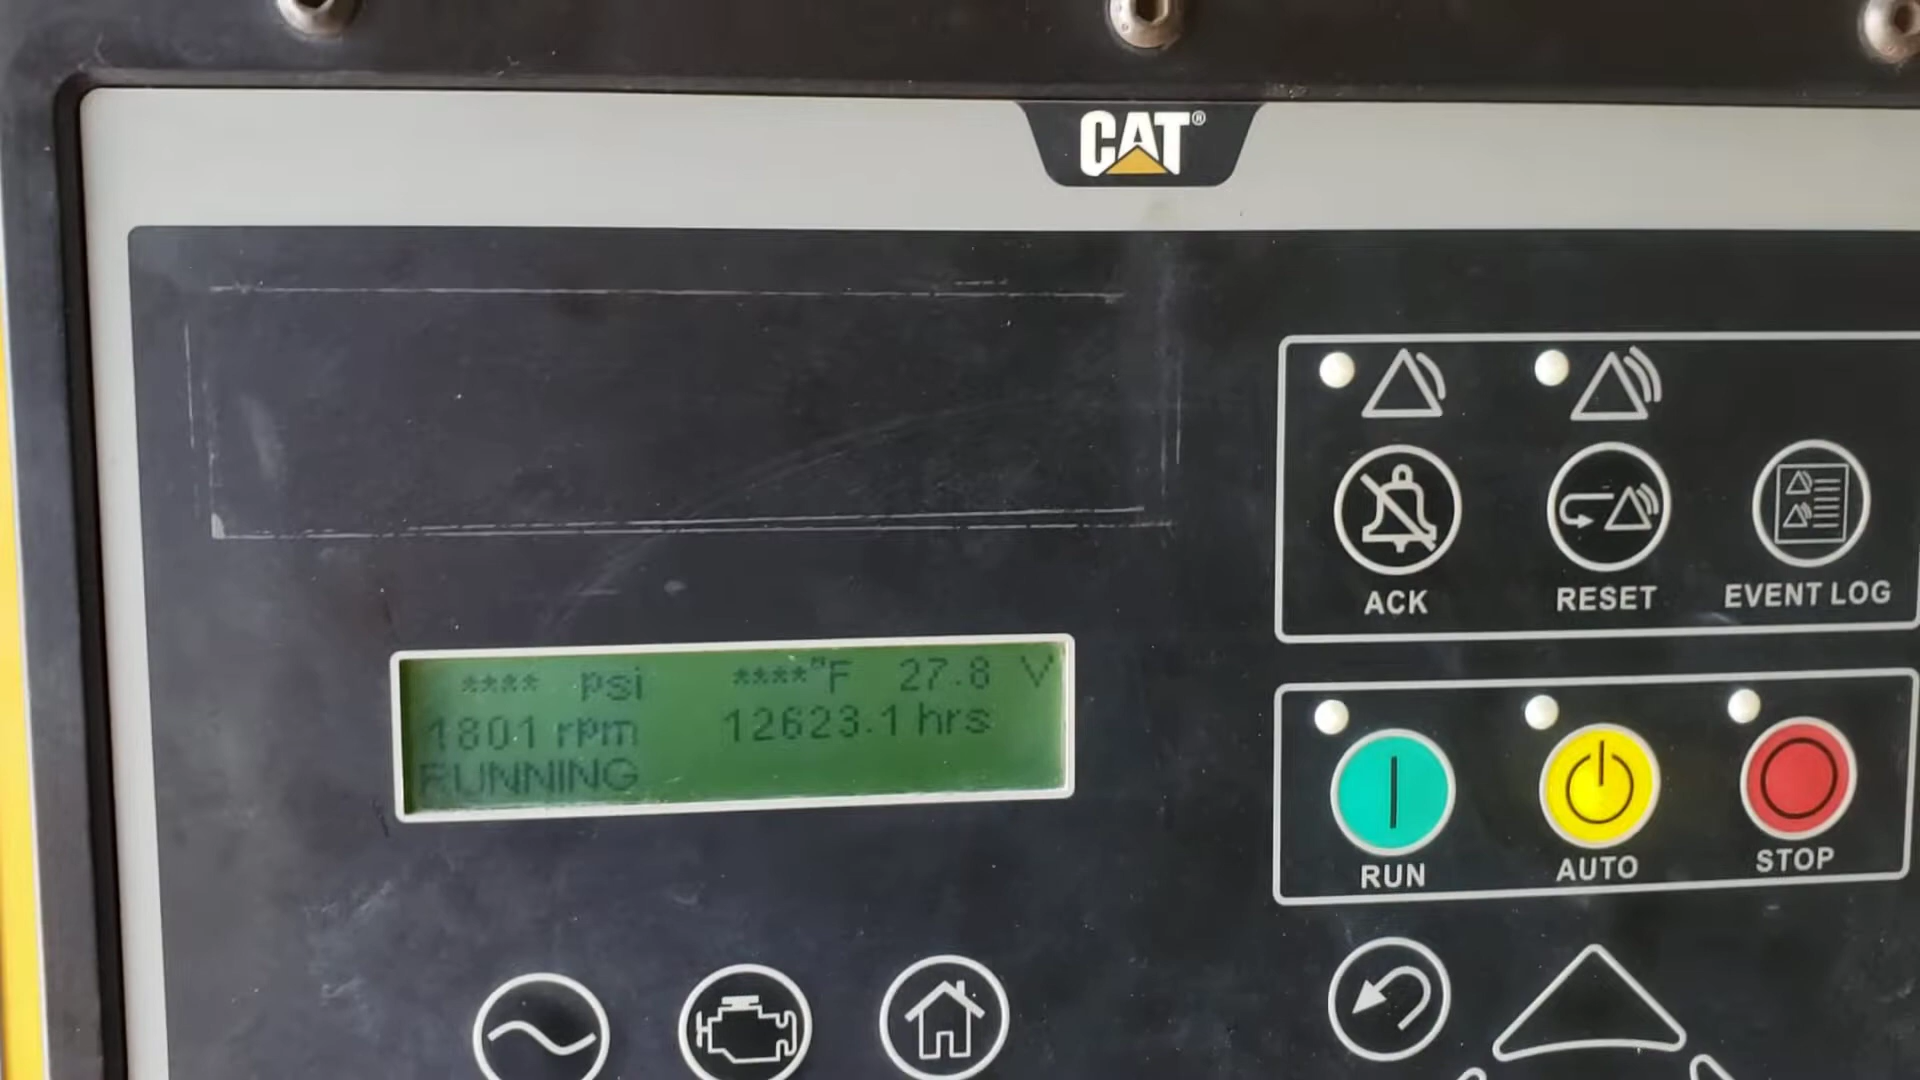 CAT®
**** psi ****°F 27.8 V
1801 rpm 12623.1 hrs
RUNNING
ACK RESET EVENT LOG
RUN AUTO STOP